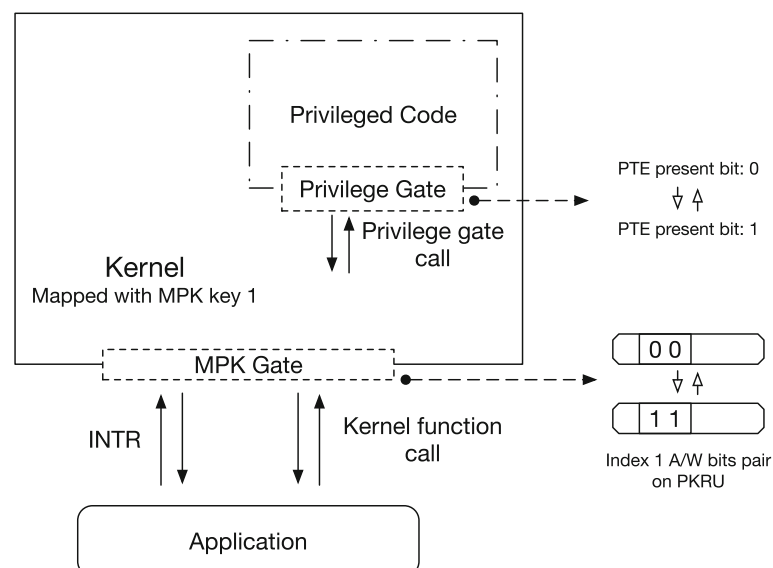 Privileged Code
Privilege Gate
PTE present bit: 0
PTE present bit: 1
Privilege gate
call
Kernel
Mapped with MPK key 1
MPK Gate
0 0
1 1
INTR
Kernel function
call
Index 1 A/W bits pair
on PKRU
Application